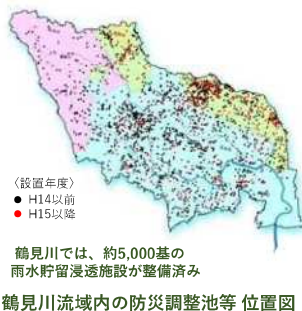 〈設置年度〉
● H14以前
● H15以降
鶴見川では、約5,000基の
雨水貯留浸透施設が整備済み
鶴見川流域内の防災調整池等 位置図